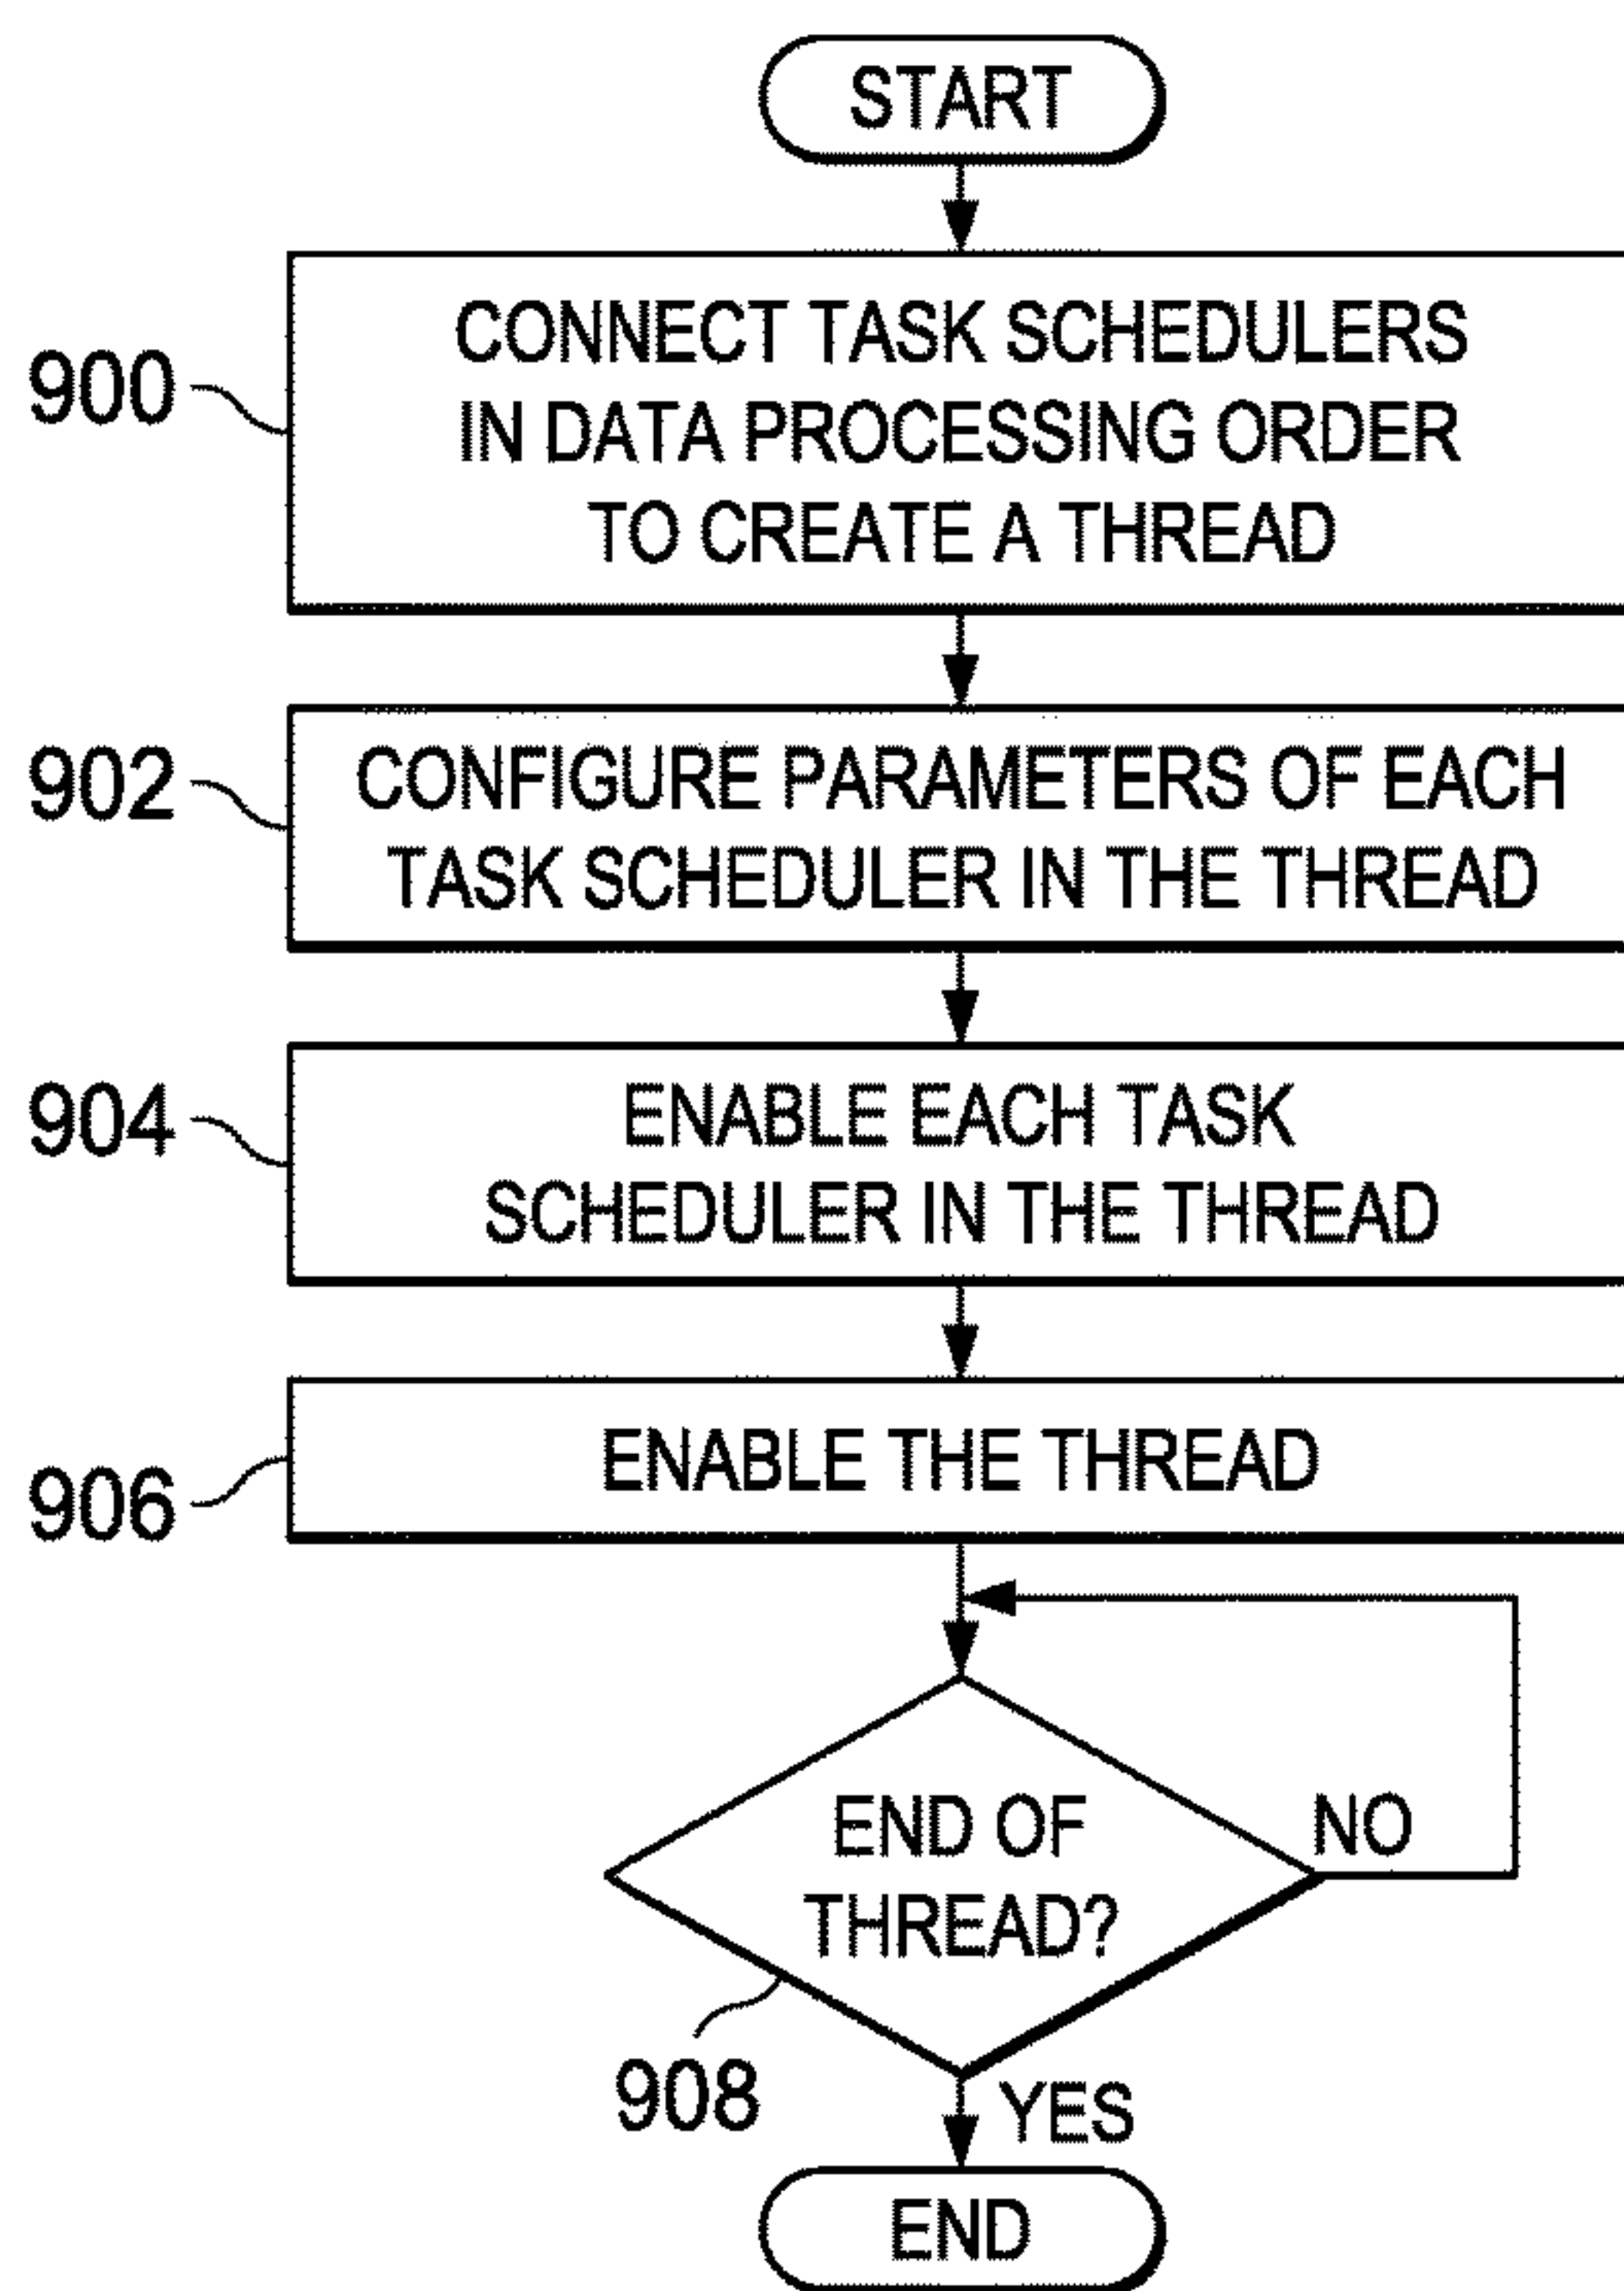 START
900
CONNECT TASK SCHEDULERS
IN DATA PROCESSING ORDER
TO CREATE A THREAD
902
CONFIGURE PARAMETERS OF EACH
TASK SCHEDULER IN THE THREAD
904
ENABLE EACH TASK
SCHEDULER IN THE THREAD
906
ENABLE THE THREAD
END OF
THREAD?
NO
908
YES
END